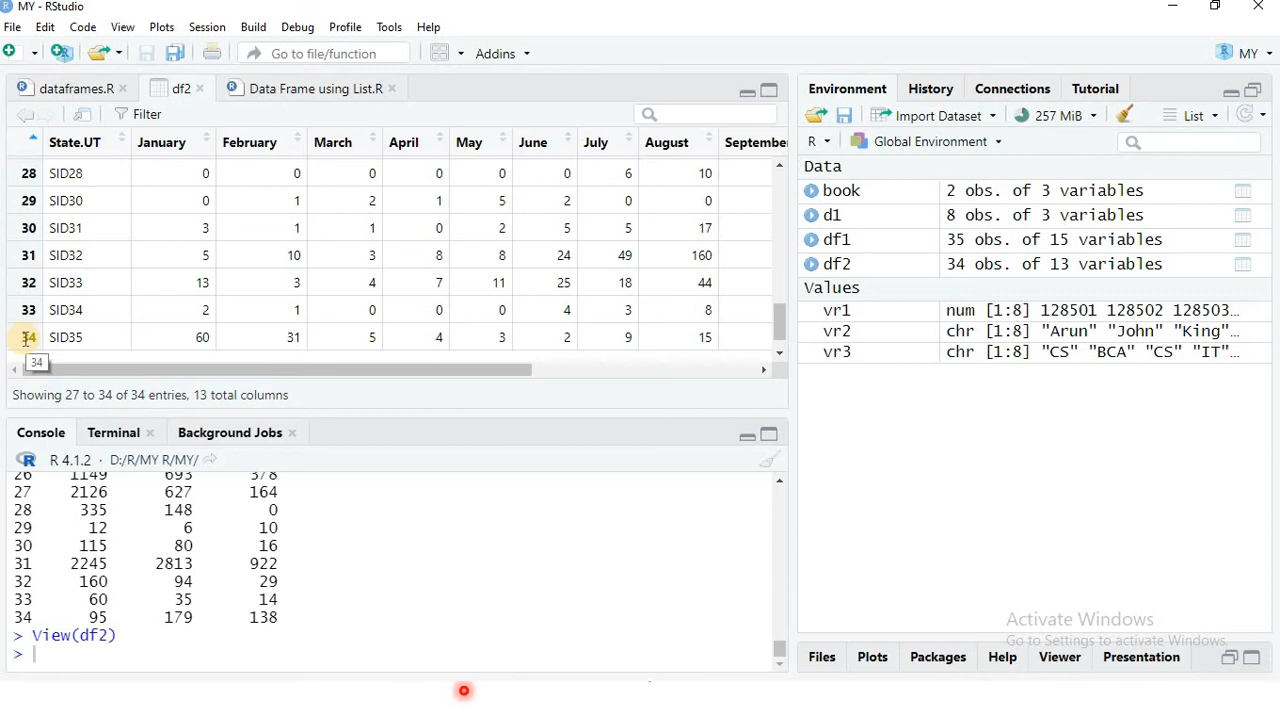 MY - RStudio
File Edit Code View Plots Session Build Debug Profile Tools Help
Go to file/function Addins MY
dataframes.R df2 Data Frame using List.R
Filter
State.UT January February March April May June July August September
28 SID28 0 0 0 0 0 0 6 10
29 SID30 0 1 2 1 5 2 0 0
30 SID31 3 1 1 0 2 5 5 17
31 SID32 5 10 3 8 8 24 49 160
32 SID33 13 3 4 7 11 25 18 44
33 SID34 2 1 0 0 0 4 3 8
34 SID35 60 31 5 4 3 2 9 15
34
Showing 27 to 34 of 34 entries, 13 total columns
Console Terminal Background Jobs
R 4.1.2 · D:/R/MY R/MY/
26 1149 693 378
27 2126 627 164
28 335 148 0
29 12 6 10
30 115 80 16
31 2245 2813 922
32 160 94 29
33 60 35 14
34 95 179 138
> View(df2)
>
Environment History Connections Tutorial
Import Dataset 257 MiB List
R Global Environment
Data
book 2 obs. of 3 variables
d1 8 obs. of 3 variables
df1 35 obs. of 15 variables
df2 34 obs. of 13 variables
Values
vr1 num [1:8] 128501 128502 128503…
vr2 chr [1:8] "Arun" "John" "King"…
vr3 chr [1:8] "CS" "BCA" "CS" "IT"…
Activate Windows
Go to Settings to activate Windows.
Files Plots Packages Help Viewer Presentation